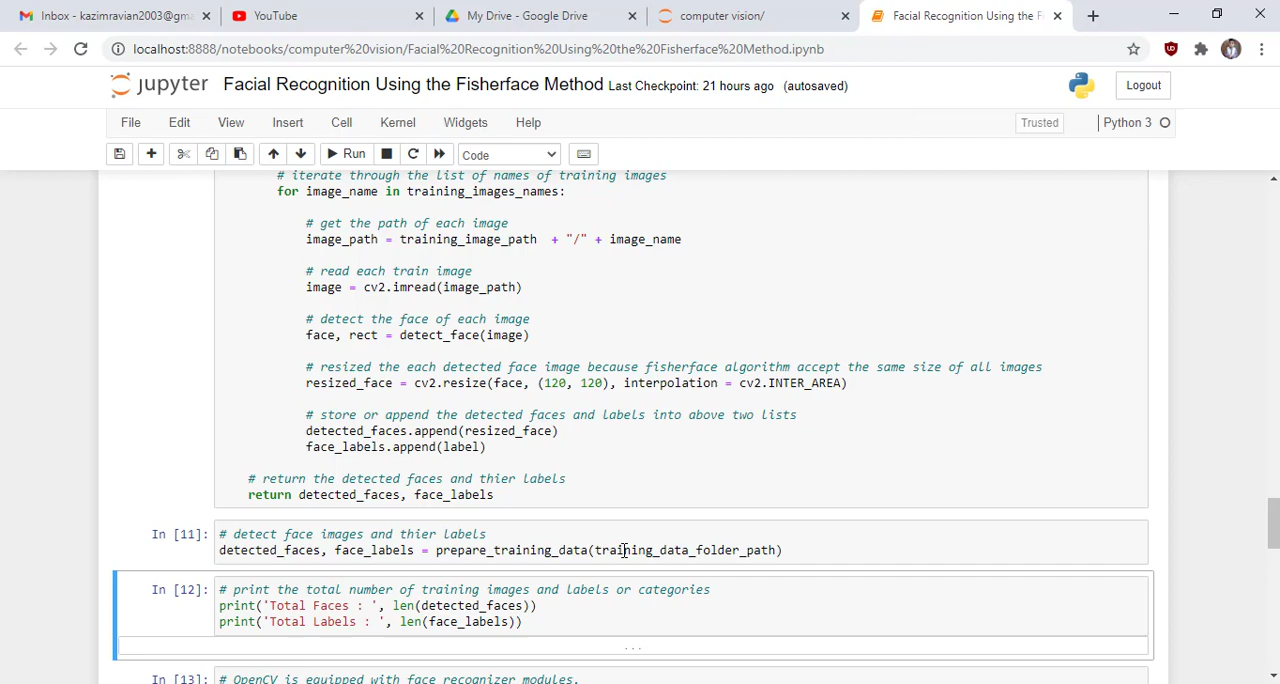 Inbox - kazimravian2003@gma
YouTube
My Drive - Google Drive
computer vision/
Facial Recognition Using the F
localhost:8888/notebooks/computer%20vision/Facial%20Recognition%20Using%20the%20Fisherface%20Method.ipynb
jupyter Facial Recognition Using the Fisherface Method Last Checkpoint: 21 hours ago (autosaved)
Logout
File Edit View Insert Cell Kernel Widgets Help
Trusted
Python 3
Run
Code
# iterate through the list of names of training images
for image_name in training_images_names:
# get the path of each image
image_path = training_image_path + "/" + image_name
# read each train image
image = cv2.imread(image_path)
# detect the face of each image
face, rect = detect_face(image)
# resized the each detected face image because fisherface algorithm accept the same size of all images
resized_face = cv2.resize(face, (120, 120), interpolation = cv2.INTER_AREA)
# store or append the detected faces and labels into above two lists
detected_faces.append(resized_face)
face_labels.append(label)
# return the detected faces and thier labels
return detected_faces, face_labels
In [11]: # detect face images and thier Labels
detected_faces, face_labels = prepare_training_data(training_data_folder_path)
In [12]: # print the total number of training images and labels or categories
print('Total Faces : ', len(detected_faces))
print('Total Labels : ', len(face_labels))
...
In [13]: # OpenCV is equipped with face recognizer modules.